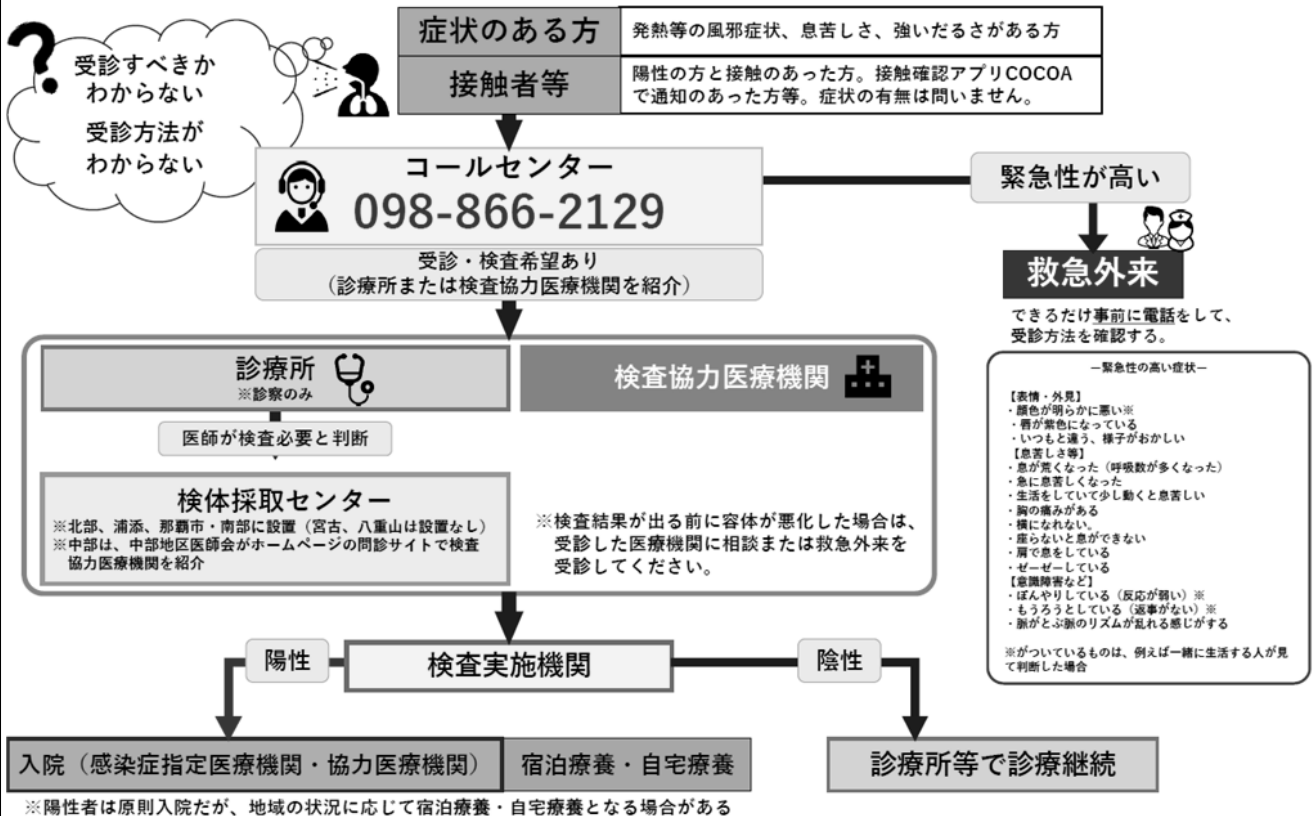 受診すべきか
わからない
受診方法が
わからない
症状のある方
発熱等の風邪症状、息苦しさ、強いだるさがある方
接触者等
陽性の方と接触のあった方。接触確認アプリCOCOA
で通知のあった方等。症状の有無は問いません。
コールセンター
098-866-2129
受診・検査希望あり
（診療所または検査協力医療機関を紹介）
緊急性が高い
救急外来
できるだけ事前に電話をして、
受診方法を確認する。
－緊急性の高い症状－
【表情・外見】
・顔色が明らかに悪い※
・唇が紫色になっている
・いつもと違う、様子がおかしい
【息苦しさ等】
・息が荒くなった（呼吸数が多くなった）
・急に息苦しくなった
・生活をしていて少し動くと息苦しい
・胸の痛みがある
・横になれない。
・座らないと息ができない
・肩で息をしている
・ゼーゼーしている
【意識障害など】
・ぼんやりしている（反応が弱い）※
・もうろうとしている（返事がない）※
・脈がとぶ脈のリズムが乱れる感じがする
※がついているものは、例えば一緒に生活する人が見
て判断した場合
診療所
※診察のみ
検査協力医療機関
医師が検査必要と判断
検体採取センター
※北部、浦添、那覇市・南部に設置（宮古、八重山は設置なし）
※中部は、中部地区医師会がホームページの問診サイトで検査
協力医療機関を紹介
※検査結果が出る前に容体が悪化した場合は、
受診した医療機関に相談または救急外来を
受診してください。
陽性
検査実施機関
陰性
入院（感染症指定医療機関・協力医療機関）
宿泊療養・自宅療養
診療所等で診療継続
※陽性者は原則入院だが、地域の状況に応じて宿泊療養・自宅療養となる場合がある